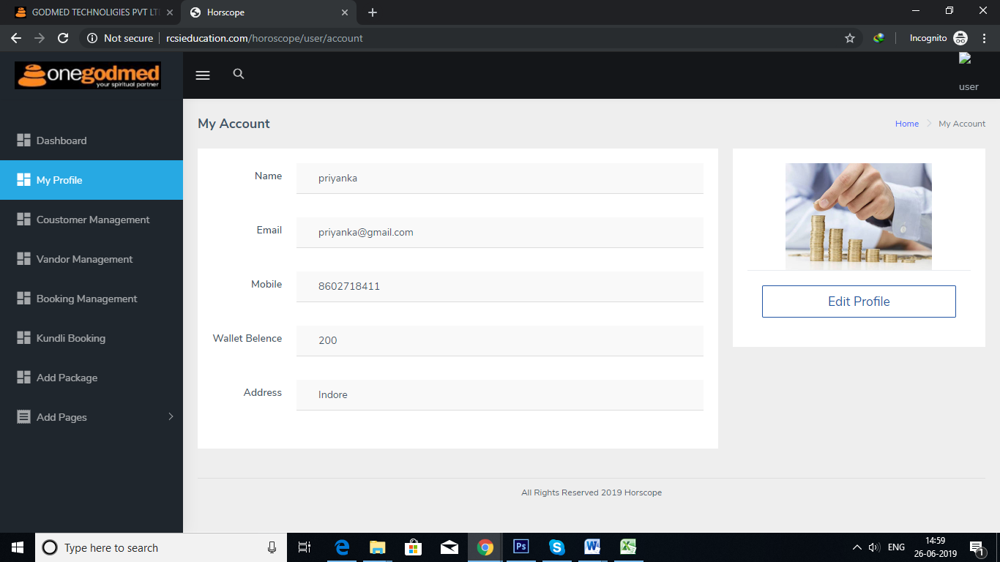 GODMED TECHNOLIGIES PVT LT
Horscope
Not secure
rcsieducation.com/horoscope/user/account
Incognito
onegodmed
your spiritual partner
user
My Account
Home
My Account
Dashboard
My Profile
Coustomer Management
Vandor Management
Booking Management
Kundli Booking
Add Package
Add Pages
Name
priyanka
Email
priyanka@gmail.com
Mobile
8602718411
Wallet Belence
200
Address
Indore
Edit Profile
All Rights Reserved 2019 Horscope
Type here to search
Ps
ENG
14:59
26-06-2019
1